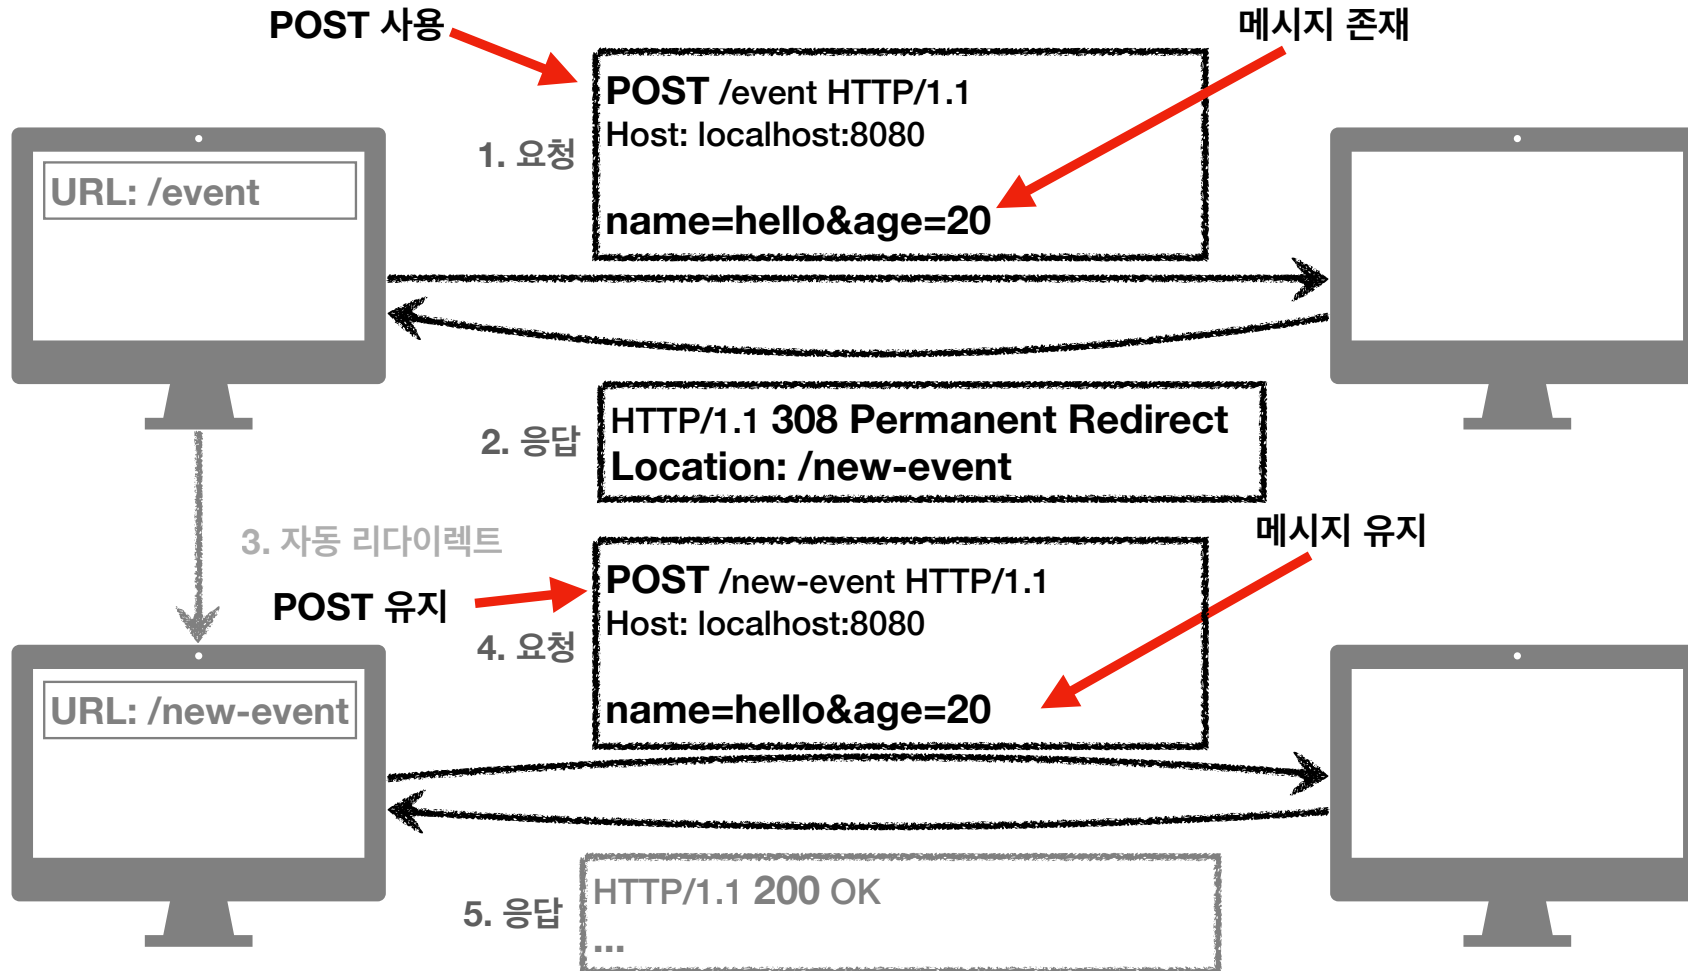 POST 사용
메시지 존재
POST /event HTTP/1.1
Host: localhost:8080
1. 요청
name=hello&age=20
URL: /event
2. 응답
HTTP/1.1 308 Permanent Redirect
Location: /new-event
3. 자동 리다이렉트
메시지 유지
POST 유지
POST /new-event HTTP/1.1
Host: localhost:8080
4. 요청
name=hello&age=20
URL: /new-event
5. 응답
HTTP/1.1 200 OK
...